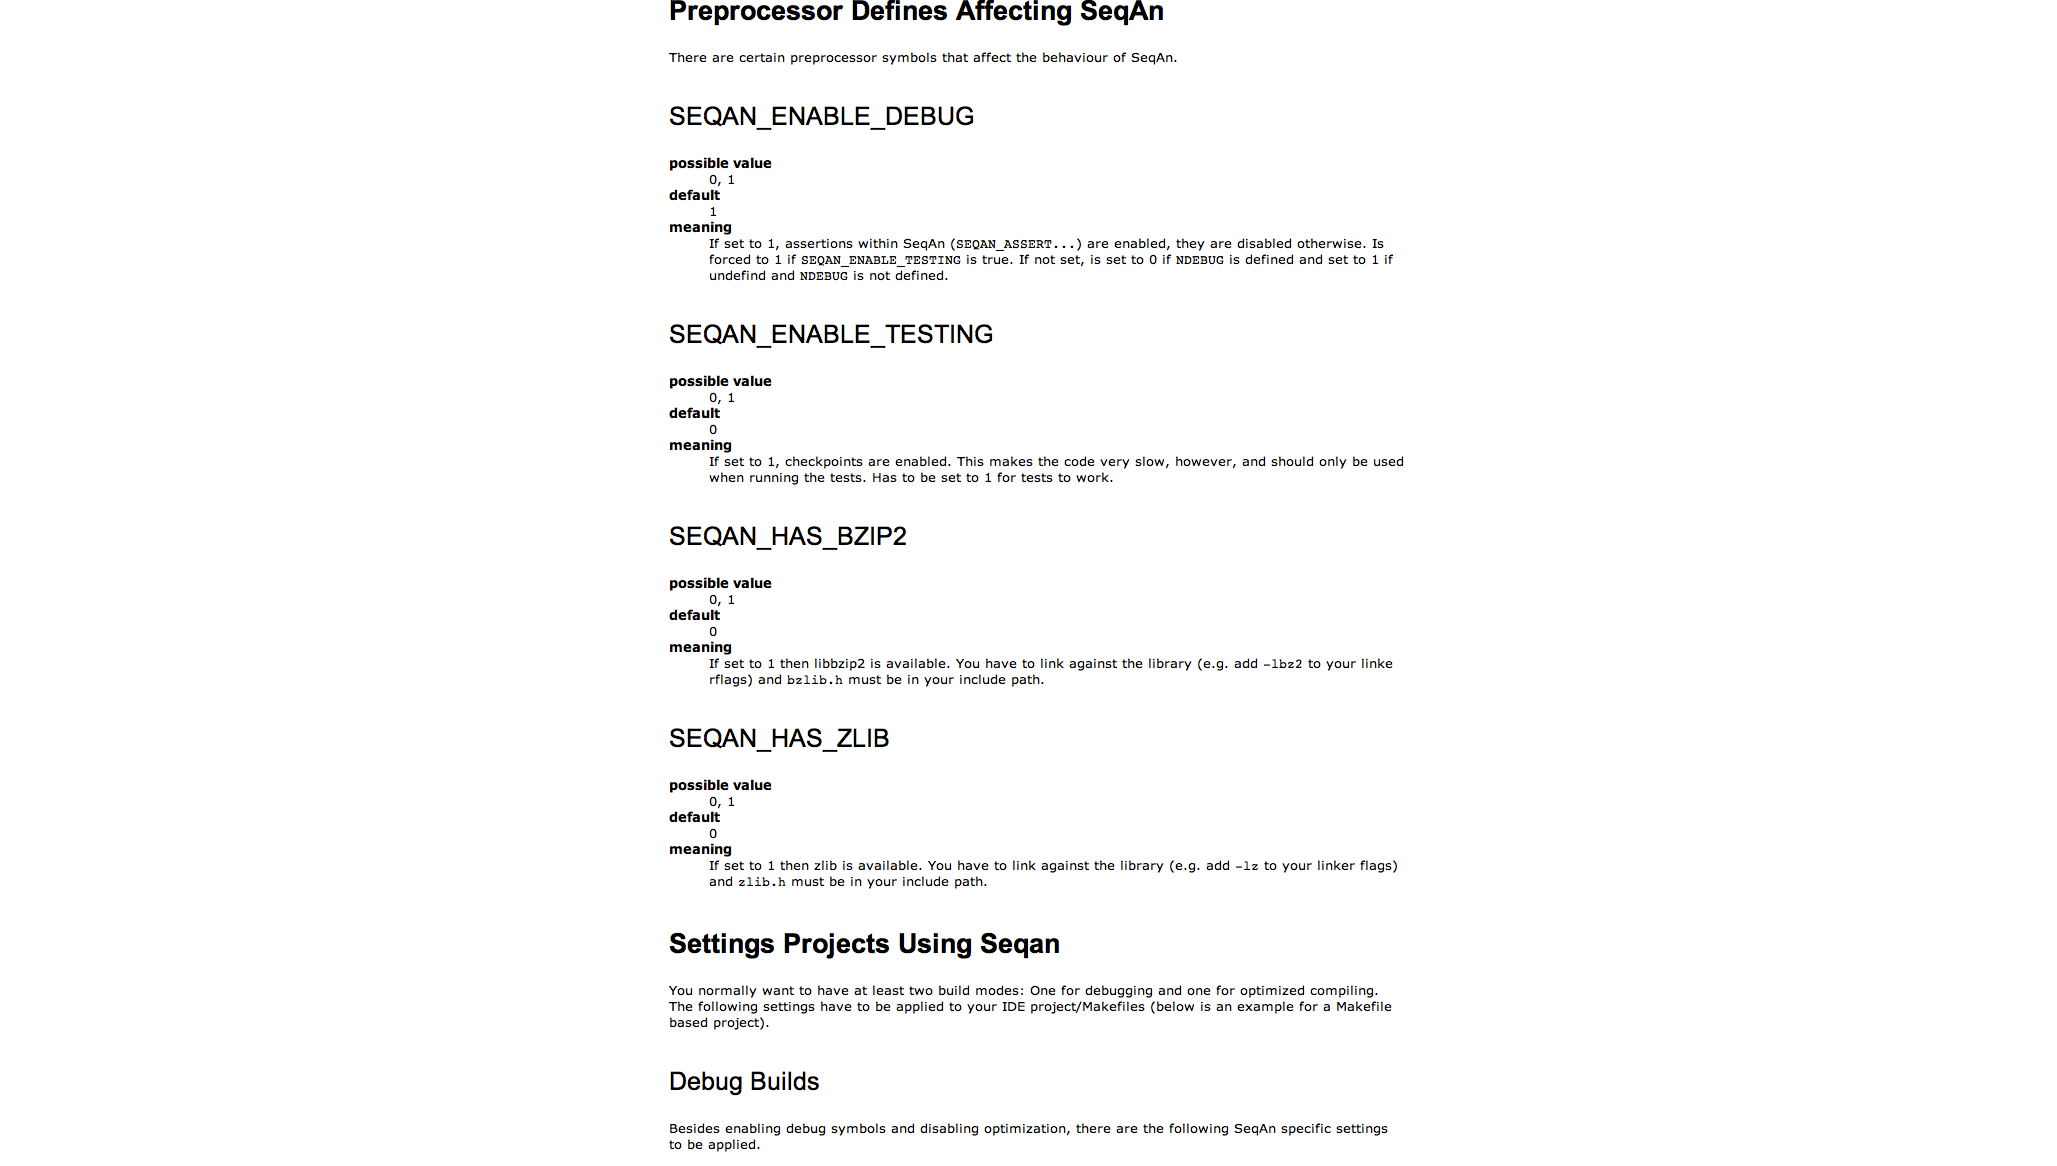 Preprocessor Defines Affecting SeqAn
There are certain preprocessor symbols that affect the behaviour of SeqAn.
SEQAN_ENABLE_DEBUG
possible value
0, 1
default
1
meaning
If set to 1, assertions within SeqAn (SEQAN_ASSERT...) are enabled, they are disabled otherwise. Is
forced to 1 if SEQAN_ENABLE_TESTING is true. If not set, is set to 0 if NDEBUG is defined and set to 1 if
undefind and NDEBUG is not defined.
SEQAN_ENABLE_TESTING
possible value
0, 1
default
0
meaning
If set to 1, checkpoints are enabled. This makes the code very slow, however, and should only be used
when running the tests. Has to be set to 1 for tests to work.
SEQAN_HAS_BZIP2
possible value
0, 1
default
0
meaning
If set to 1 then libbzip2 is available. You have to link against the library (e.g. add -lbz2 to your linke
rflags) and bzlib.h must be in your include path.
SEQAN_HAS_ZLIB
possible value
0, 1
default
0
meaning
If set to 1 then zlib is available. You have to link against the library (e.g. add -lz to your linker flags)
and zlib.h must be in your include path.
Settings Projects Using Seqan
You normally want to have at least two build modes: One for debugging and one for optimized compiling.
The following settings have to be applied to your IDE project/Makefiles (below is an example for a Makefile
based project).
Debug Builds
Besides enabling debug symbols and disabling optimization, there are the following SeqAn specific settings
to be applied.